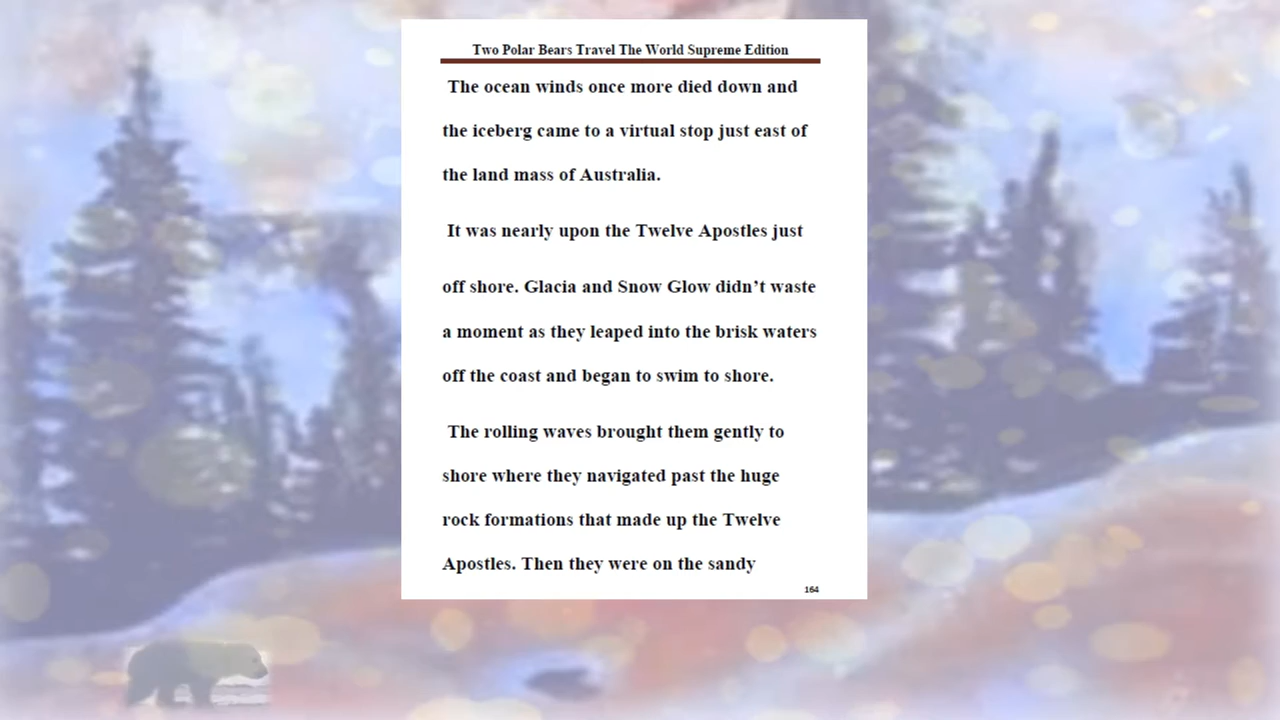 Two Polar Bears Travel The World Supreme Edition
The ocean winds once more died down and
the iceberg came to a virtual stop just east of
the land mass of Australia.
It was nearly upon the Twelve Apostles just
off shore. Glacia and Snow Glow didn’t waste
a moment as they leaped into the brisk waters
off the coast and began to swim to shore.
The rolling waves brought them gently to
shore where they navigated past the huge
rock formations that made up the Twelve
Apostles. Then they were on the sandy
164